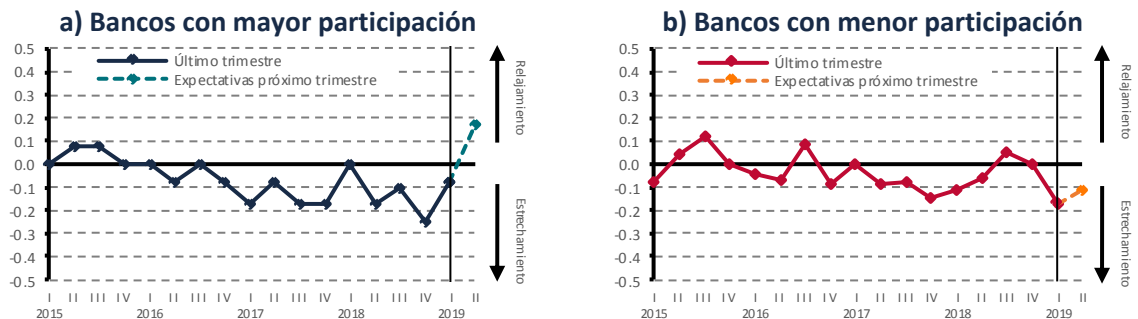 a) Bancos con mayor participación
0.5
0.4
0.3
0.2
0.1
0.0
-0.1
-0.2
-0.3
-0.4
-0.5
Último trimestre
Expectativas próximo trimestre
Relajamiento
Estrechamiento
I II III IV I II III IV I II III IV I II III IV I II
2015 2016 2017 2018 2019
b) Bancos con menor participación
0.5
0.4
0.3
0.2
0.1
0.0
-0.1
-0.2
-0.3
-0.4
-0.5
Último trimestre
Expectativas próximo trimestre
Relajamiento
Estrechamiento
I II III IV I II III IV I II III IV I II III IV I II
2015 2016 2017 2018 2019